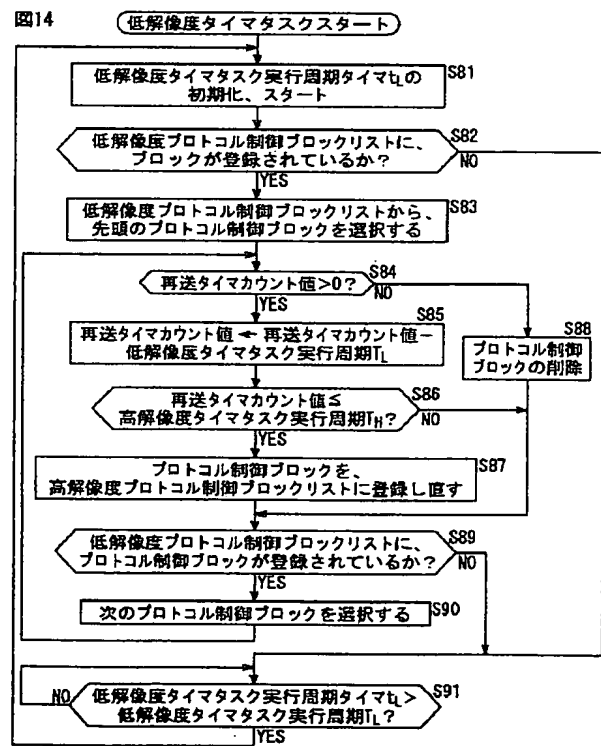 図14
低解像度タイマタスクスタート
低解像度タイマタスク実行周期タイマtLの
初期化、スタート
S81
低解像度プロトコル制御ブロックリストに、
ブロックが登録されているか?
S82
NO
YES
低解像度プロトコル制御ブロックリストから、
先頭のプロトコル制御ブロックを選択する
S83
再送タイマカウント値>0?
S84
NO
YES
再送タイマカウント値 ← 再送タイマカウント値-
低解像度タイマタスク実行周期TL
S85
プロトコル制御
ブロックの削除
S88
再送タイマカウント値≦
高解像度タイマタスク実行周期TH?
S86
NO
YES
プロトコル制御ブロックを、
高解像度プロトコル制御ブロックリストに登録し直す
S87
低解像度プロトコル制御ブロックリストに、
プロトコル制御ブロックが登録されているか?
S89
NO
YES
次のプロトコル制御ブロックを選択する
S90
NO
低解像度タイマタスク実行周期タイマtL>
低解像度タイマタスク実行周期TL?
S91
YES